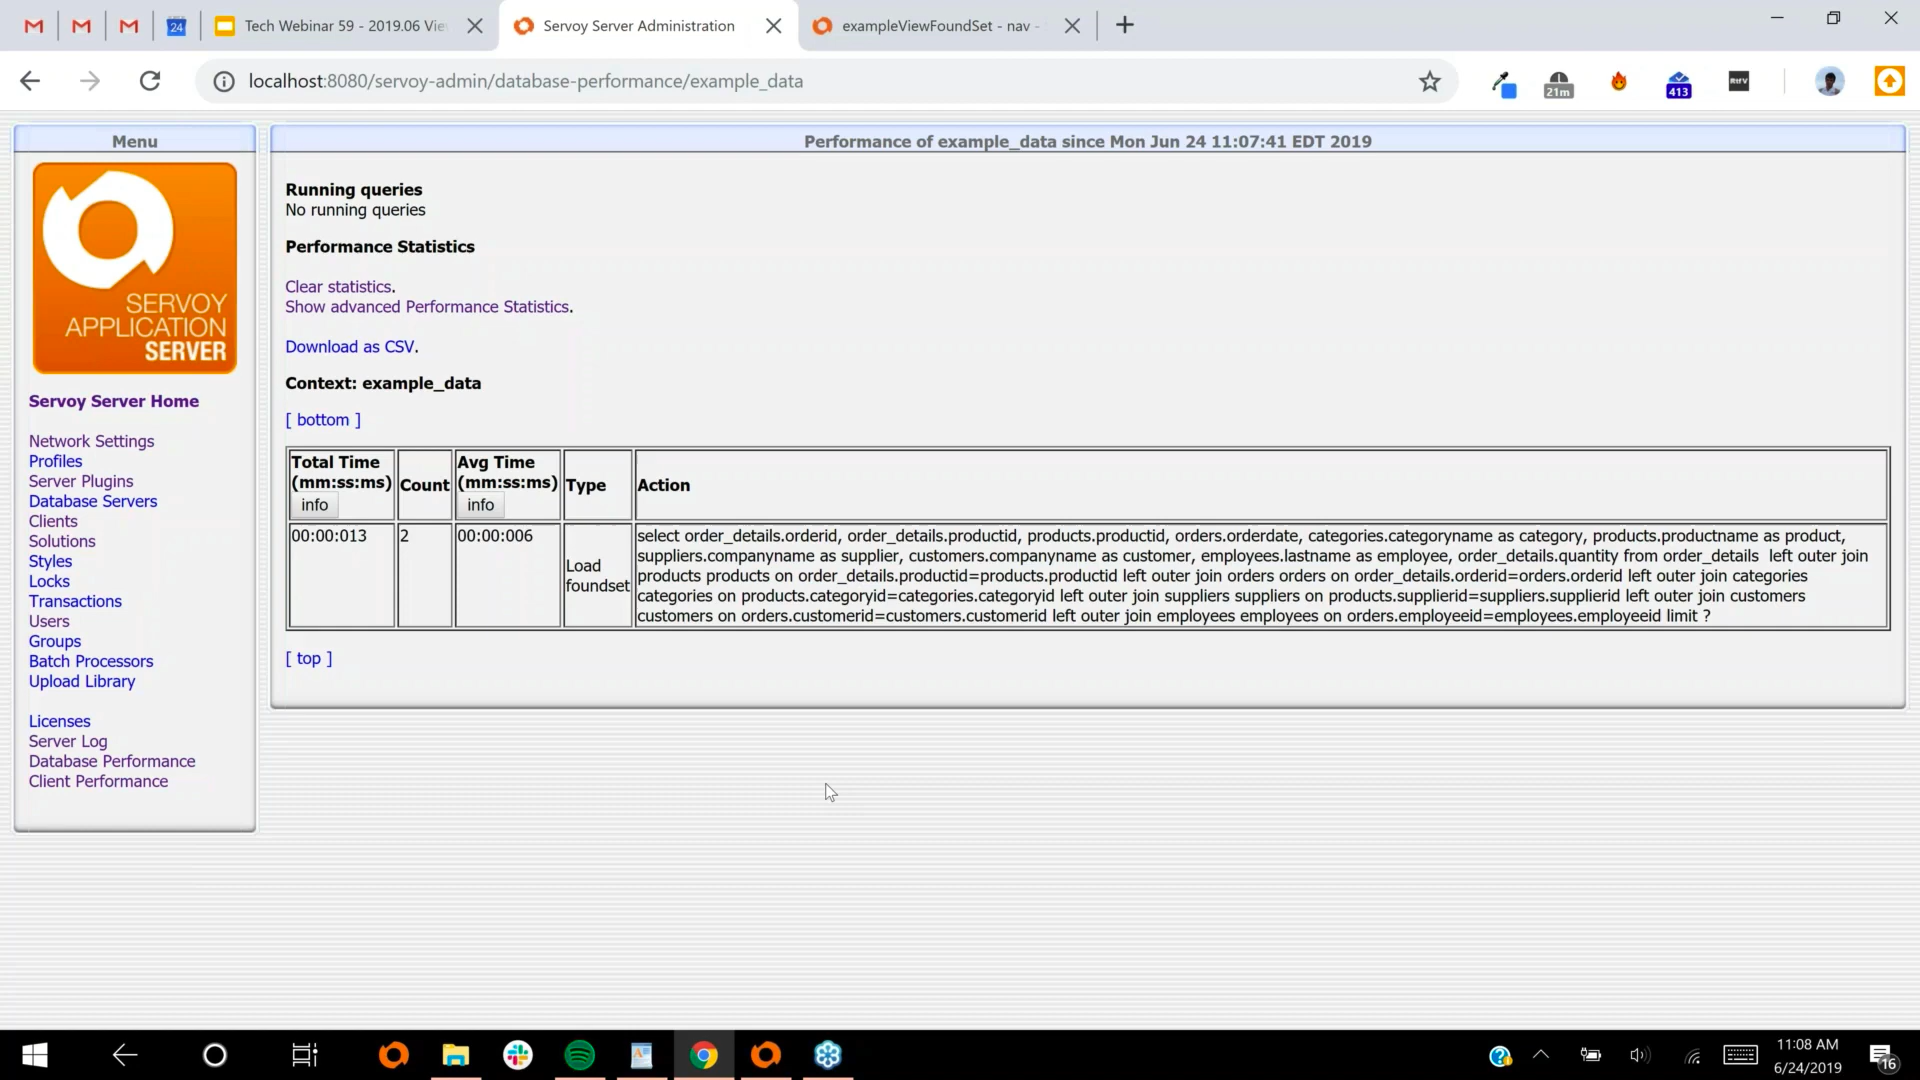 24
Tech Webinar 59 - 2019.06 Vie
Servoy Server Administration
exampleViewFoundSet - nav -
localhost:8080/servoy-admin/database-performance/example_data
21m
413
Menu
SERVOY
APPLICATION
SERVER
Servoy Server Home
Network Settings
Profiles
Server Plugins
Database Servers
Clients
Solutions
Styles
Locks
Transactions
Users
Groups
Batch Processors
Upload Library
Licenses
Server Log
Database Performance
Client Performance
Performance of example_data since Mon Jun 24 11:07:41 EDT 2019
Running queries
No running queries
Performance Statistics
Clear statistics.
Show advanced Performance Statistics.
Download as CSV.
Context: example_data
[ bottom ]
Total Time
(mm:ss:ms)
info
Count
Avg Time
(mm:ss:ms)
info
Type
Action
00:00:013
2
00:00:006
Load
foundset
select order_details.orderid, order_details.productid, products.productid, orders.orderdate, categories.categoryname as category, products.productname as product,
suppliers.companyname as supplier, customers.companyname as customer, employees.lastname as employee, order_details.quantity from order_details left outer join
products products on order_details.productid=products.productid left outer join orders orders on order_details.orderid=orders.orderid left outer join categories
categories on products.categoryid=categories.categoryid left outer join suppliers suppliers on products.supplierid=suppliers.supplierid left outer join customers
customers on orders.customerid=customers.customerid left outer join employees employees on orders.employeeid=employees.employeeid limit ?
[ top ]
11:08 AM
6/24/2019
16